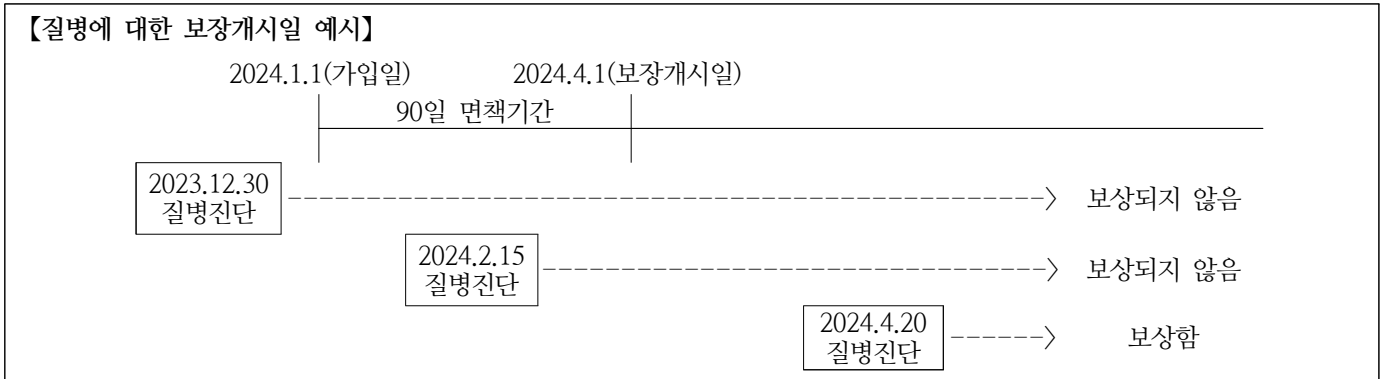 【질병에 대한 보장개시일 예시】
2024.1.1(가입일) 2024.4.1(보장개시일)
90일 면책기간
2023.12.30
질병진단
보상되지 않음
2024.2.15
질병진단
보상되지 않음
2024.4.20
질병진단
보상함